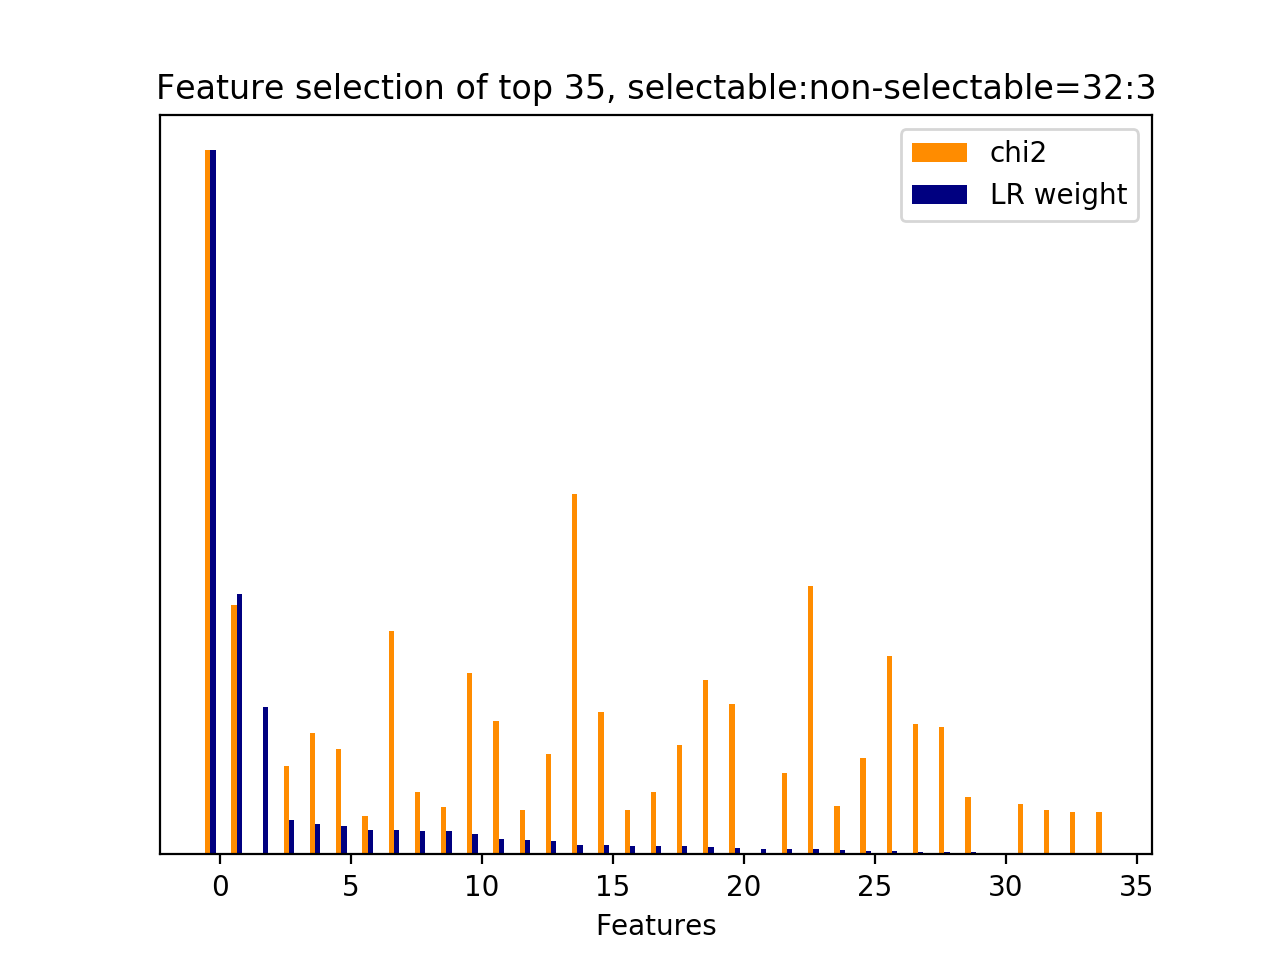 Feature selection of top 35, selectable:non-selectable=32:3
chi2
LR weight
0 5 10 15 20 25 30 35
Features